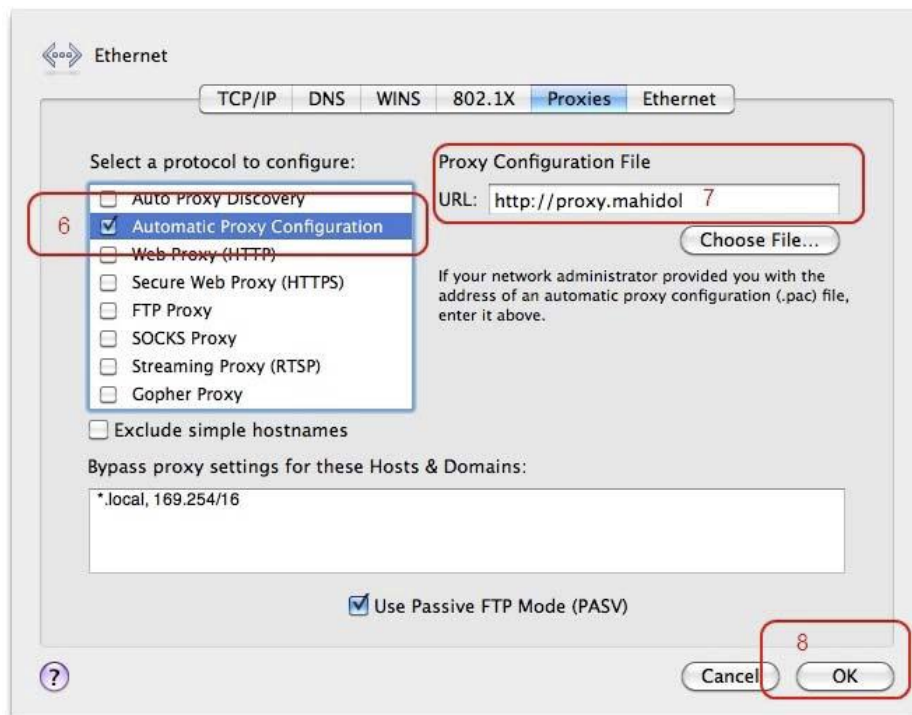 Ethernet
TCP/IP DNS WINS 802.1X Proxies Ethernet
Select a protocol to configure:
Auto Proxy Discovery
6 Automatic Proxy Configuration
Web Proxy (HTTP)
Secure Web Proxy (HTTPS)
FTP Proxy
SOCKS Proxy
Streaming Proxy (RTSP)
Gopher Proxy
Exclude simple hostnames
Proxy Configuration File
URL: http://proxy.mahidol 7
Choose File...
If your network administrator provided you with the
address of an automatic proxy configuration (.pac) file,
enter it above.
Bypass proxy settings for these Hosts & Domains:
*.local, 169.254/16
Use Passive FTP Mode (PASV)
8
? Cancel OK